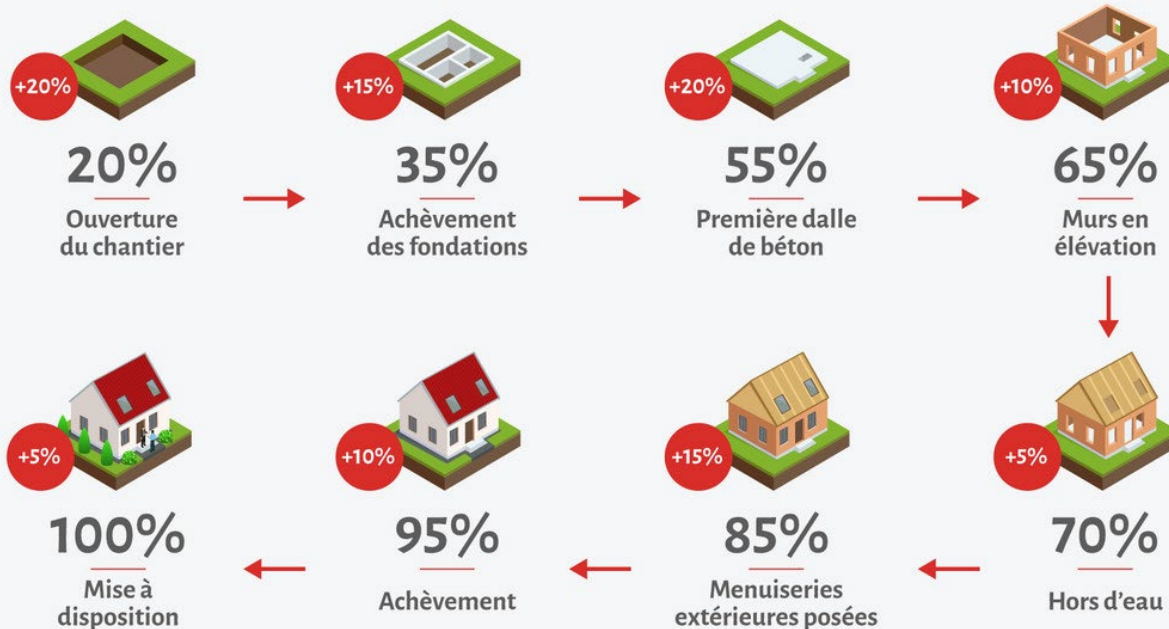 +20%
20%
Ouverture
du chantier
+15%
35%
Achèvement
des fondations
+20%
55%
Première dalle
de béton
+10%
65%
Murs en
élévation
+5%
70%
Hors d'eau
+15%
85%
Menuiseries
extérieures posées
+10%
95%
Achèvement
+5%
100%
Mise à
disposition